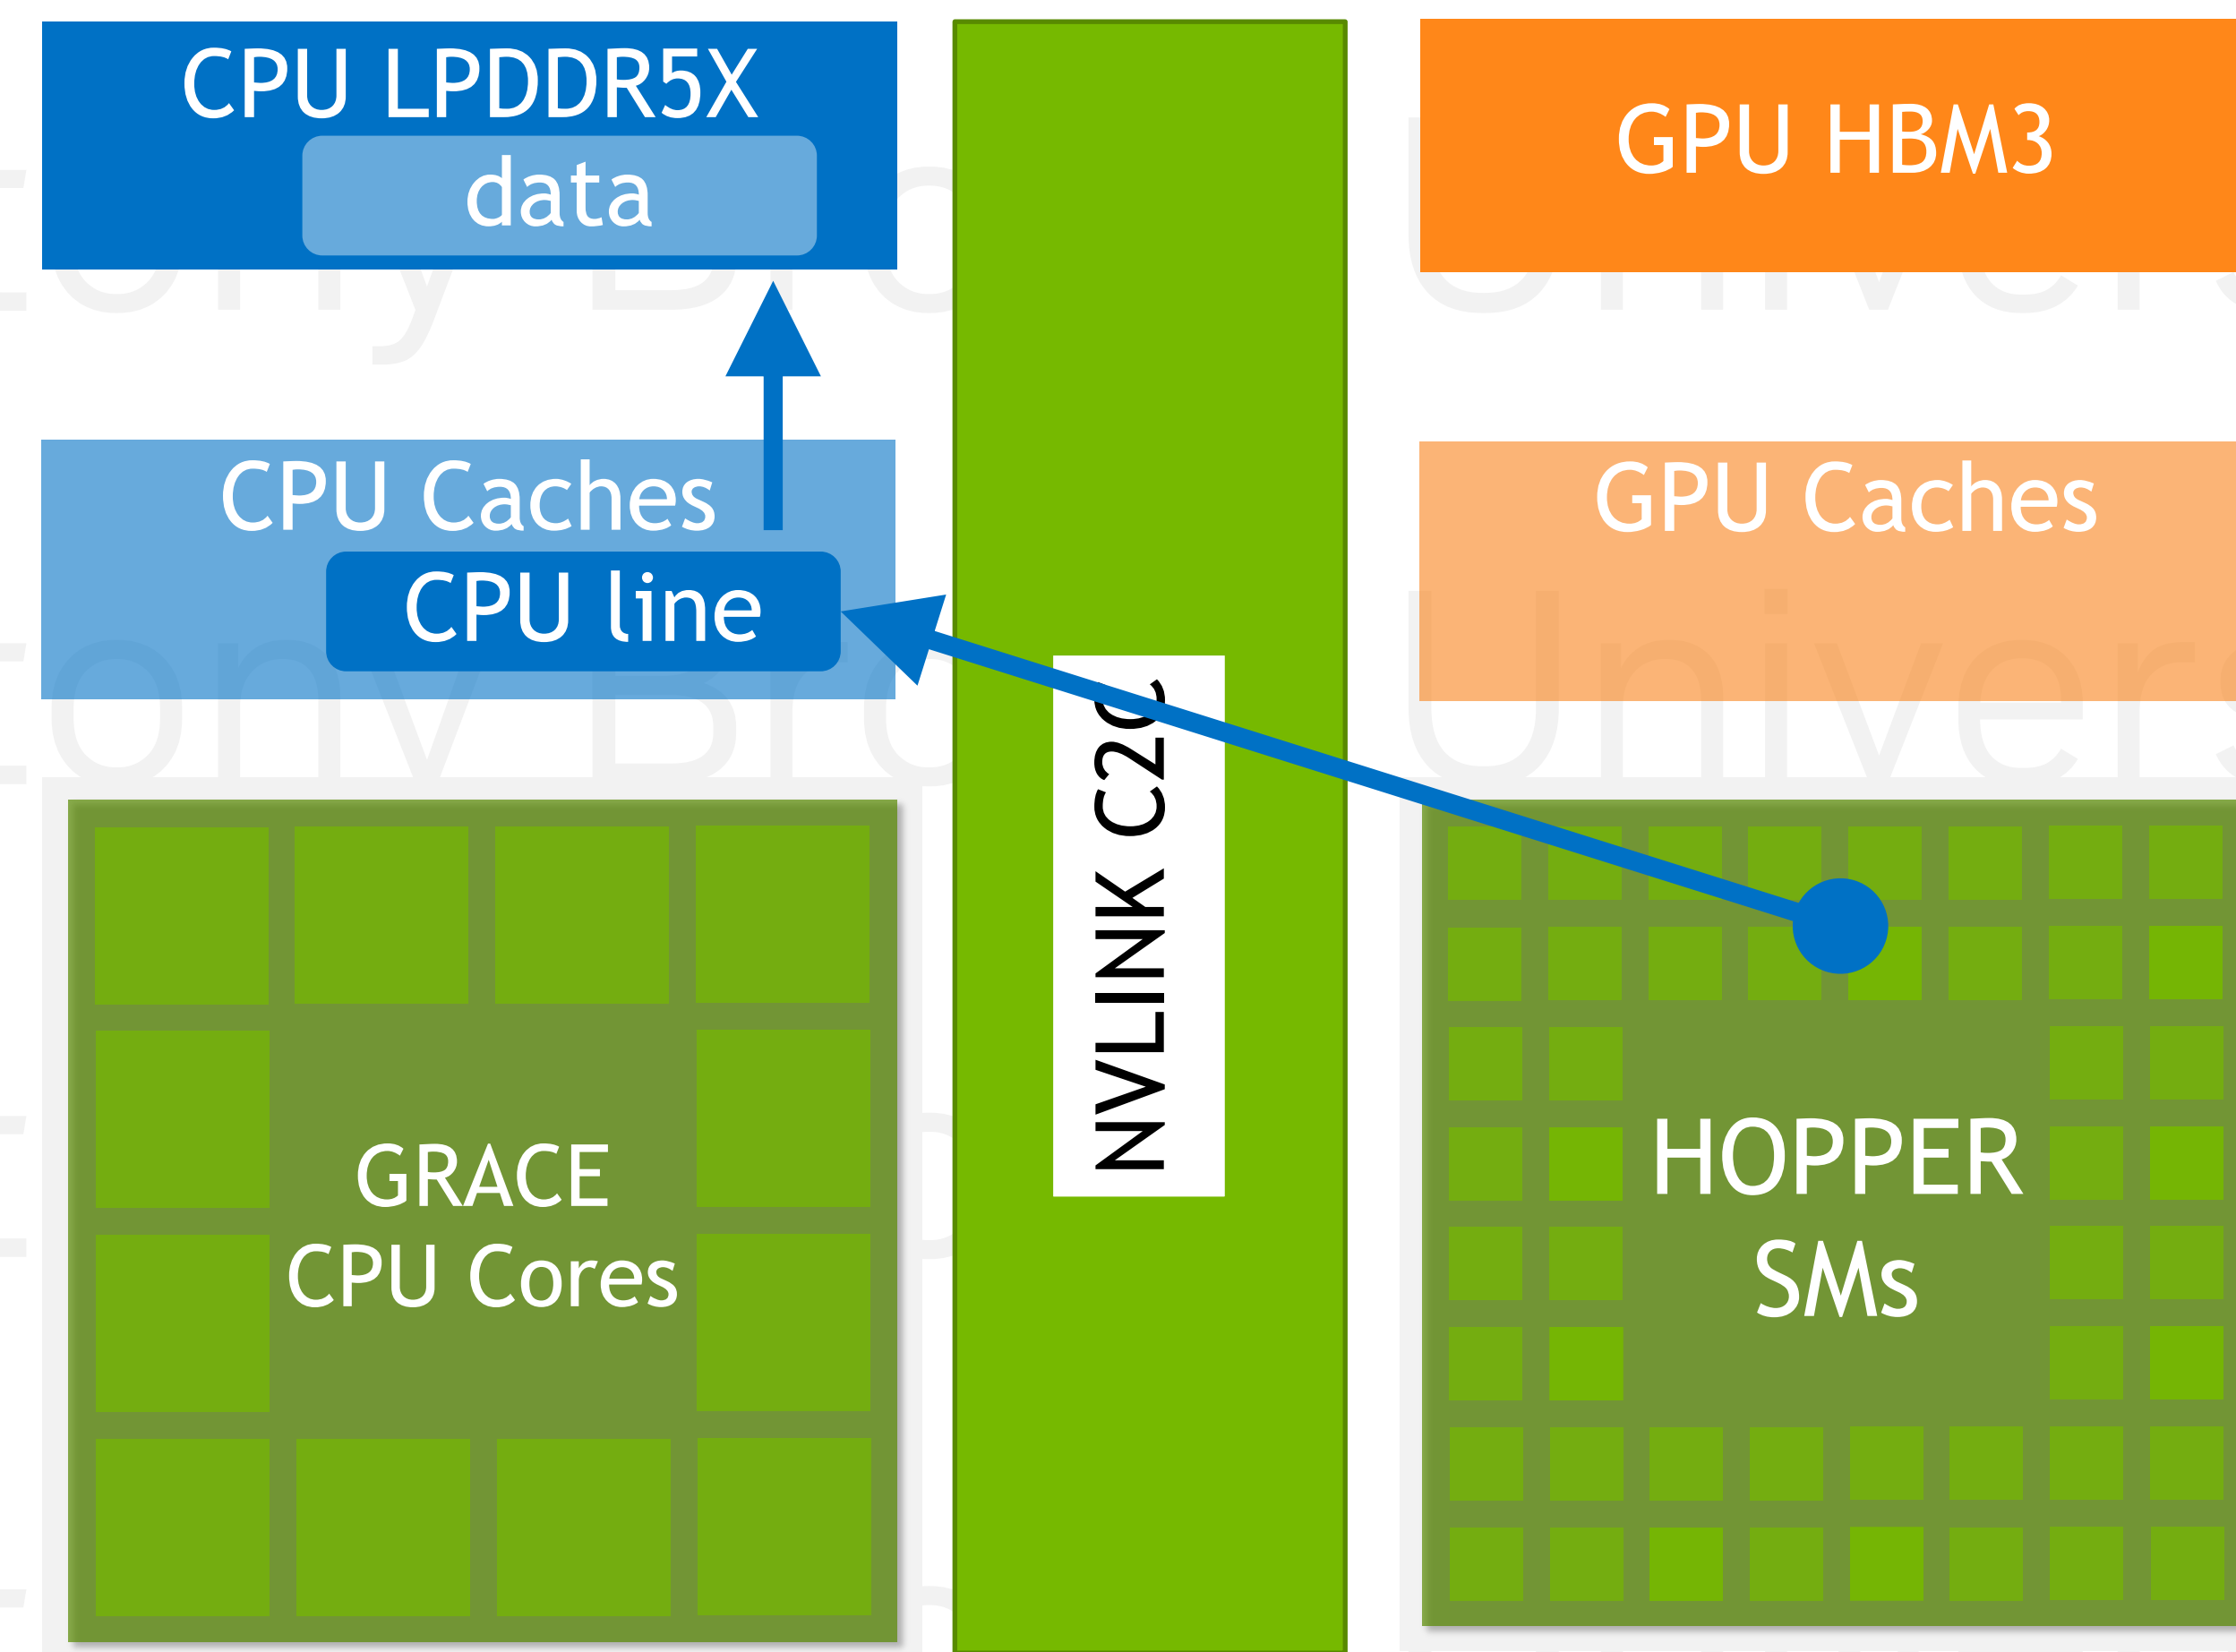 CPU LPDDR5X
data
GPU HBM3
CPU Caches
CPU line
GPU Caches
NVLINK C2C
GRACE
CPU Cores
HOPPER
SMs